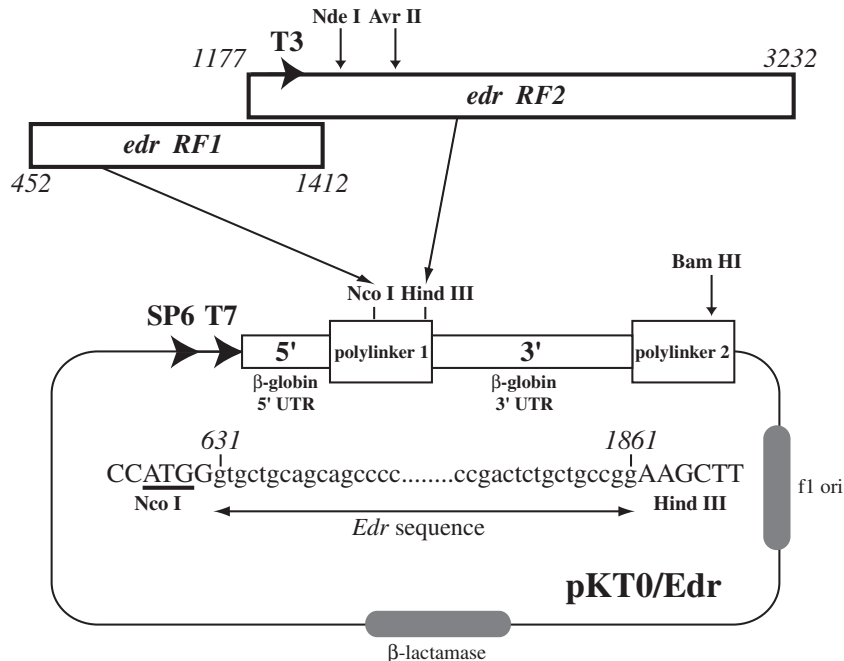 Nde I Avr II
T3
1177 3232
edr RF2
edr RF1
452 1412
Bam HI
Nco I Hind III
SP6 T7
5' polylinker 1 3' polylinker 2
β-globin β-globin
5' UTR 3' UTR
631 1861
CCATGGgtgctgcagcagcccc........ccgactctgctgccggAAGCTT
Nco I Hind III
Edr sequence
f1 ori
pKT0/Edr
β-lactamase